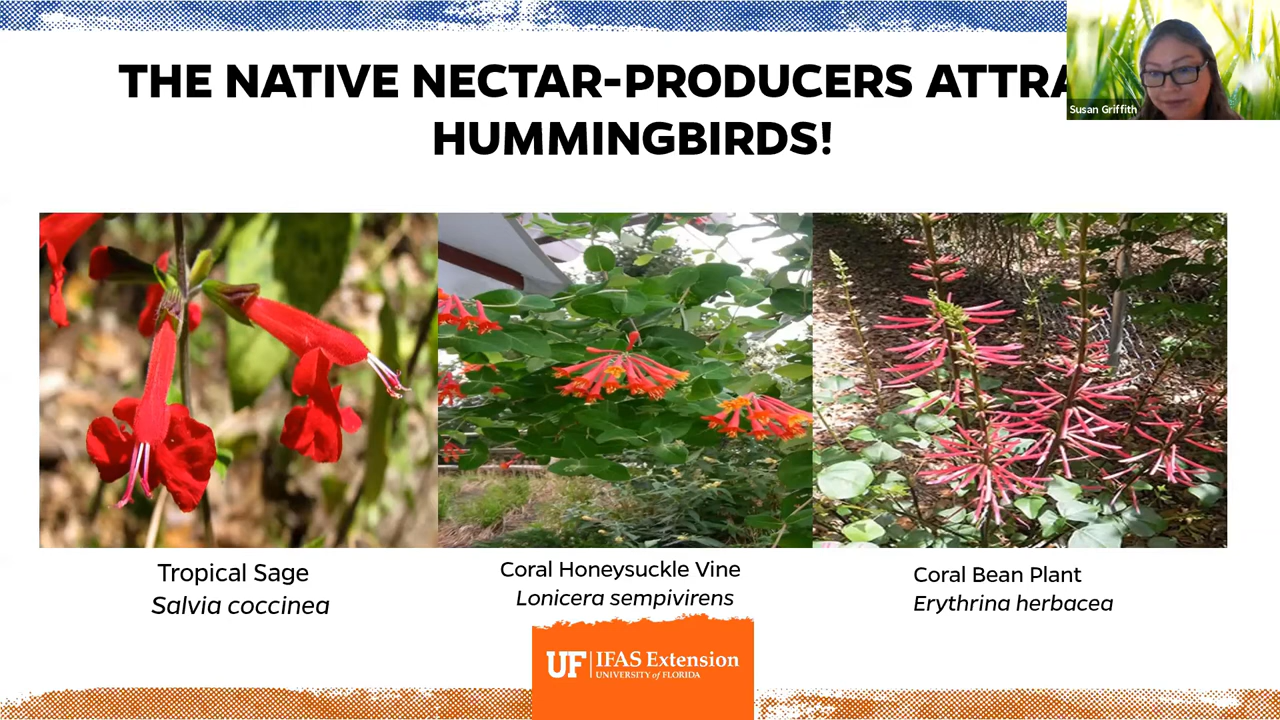 THE NATIVE NECTAR-PRODUCERS ATTRA
HUMMINGBIRDS!
Susan Griffith
Tropical Sage
Salvia coccinea
Coral Honeysuckle Vine
Lonicera sempivirens
Coral Bean Plant
Erythrina herbacea
UF IFAS Extension
UNIVERSITY of FLORIDA